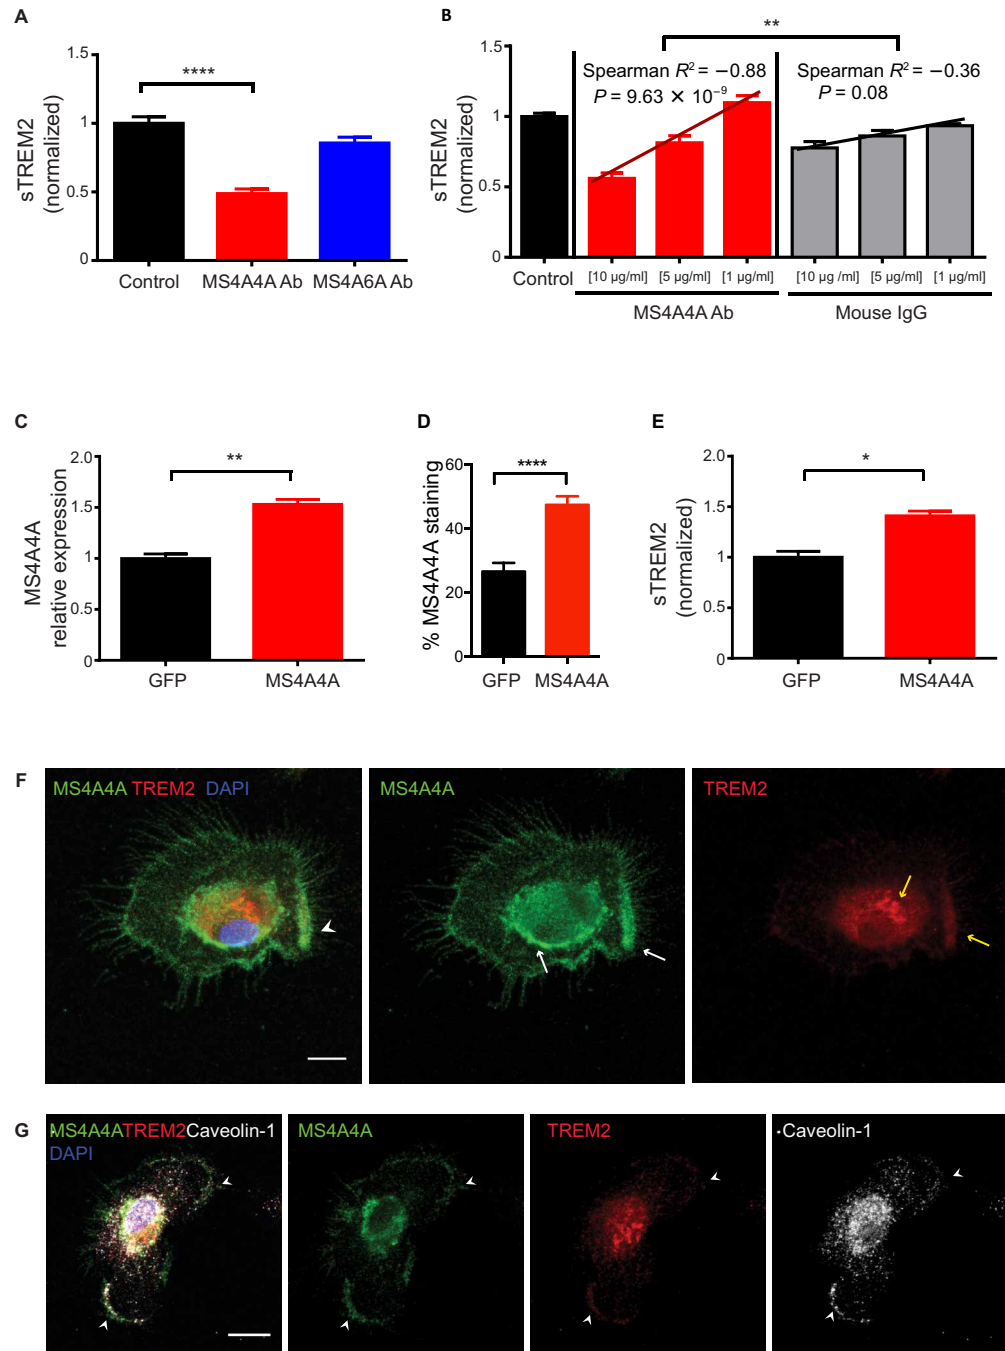 A
sTREM2
(normalized)
1.5
1.0
0.5
0
****
Control
MS4A4A Ab
MS4A6A Ab
B
sTREM2
(normalized)
1.5
1
0.5
0
**
Spearman R² = −0.88
P = 9.63 × 10⁻⁹
Spearman R² = −0.36
P = 0.08
Control
[10 µg/ml]
[5 µg/ml]
[1 µg/ml]
[10 µg /ml]
[5 µg/ml]
[1 µg/ml]
MS4A4A Ab
Mouse IgG
C
MS4A4A
relative expression
2.0
1.5
1
0.5
0
**
GFP
MS4A4A
D
% MS4A4A staining
60
40
20
0
****
GFP
MS4A4A
E
sTREM2
(normalized)
2.0
1.5
1
0.5
0
*
GFP
MS4A4A
F
MS4A4A TREM2 DAPI
MS4A4A
TREM2
G
MS4A4ATREM2Caveolin-1
DAPI
MS4A4A
TREM2
Caveolin-1